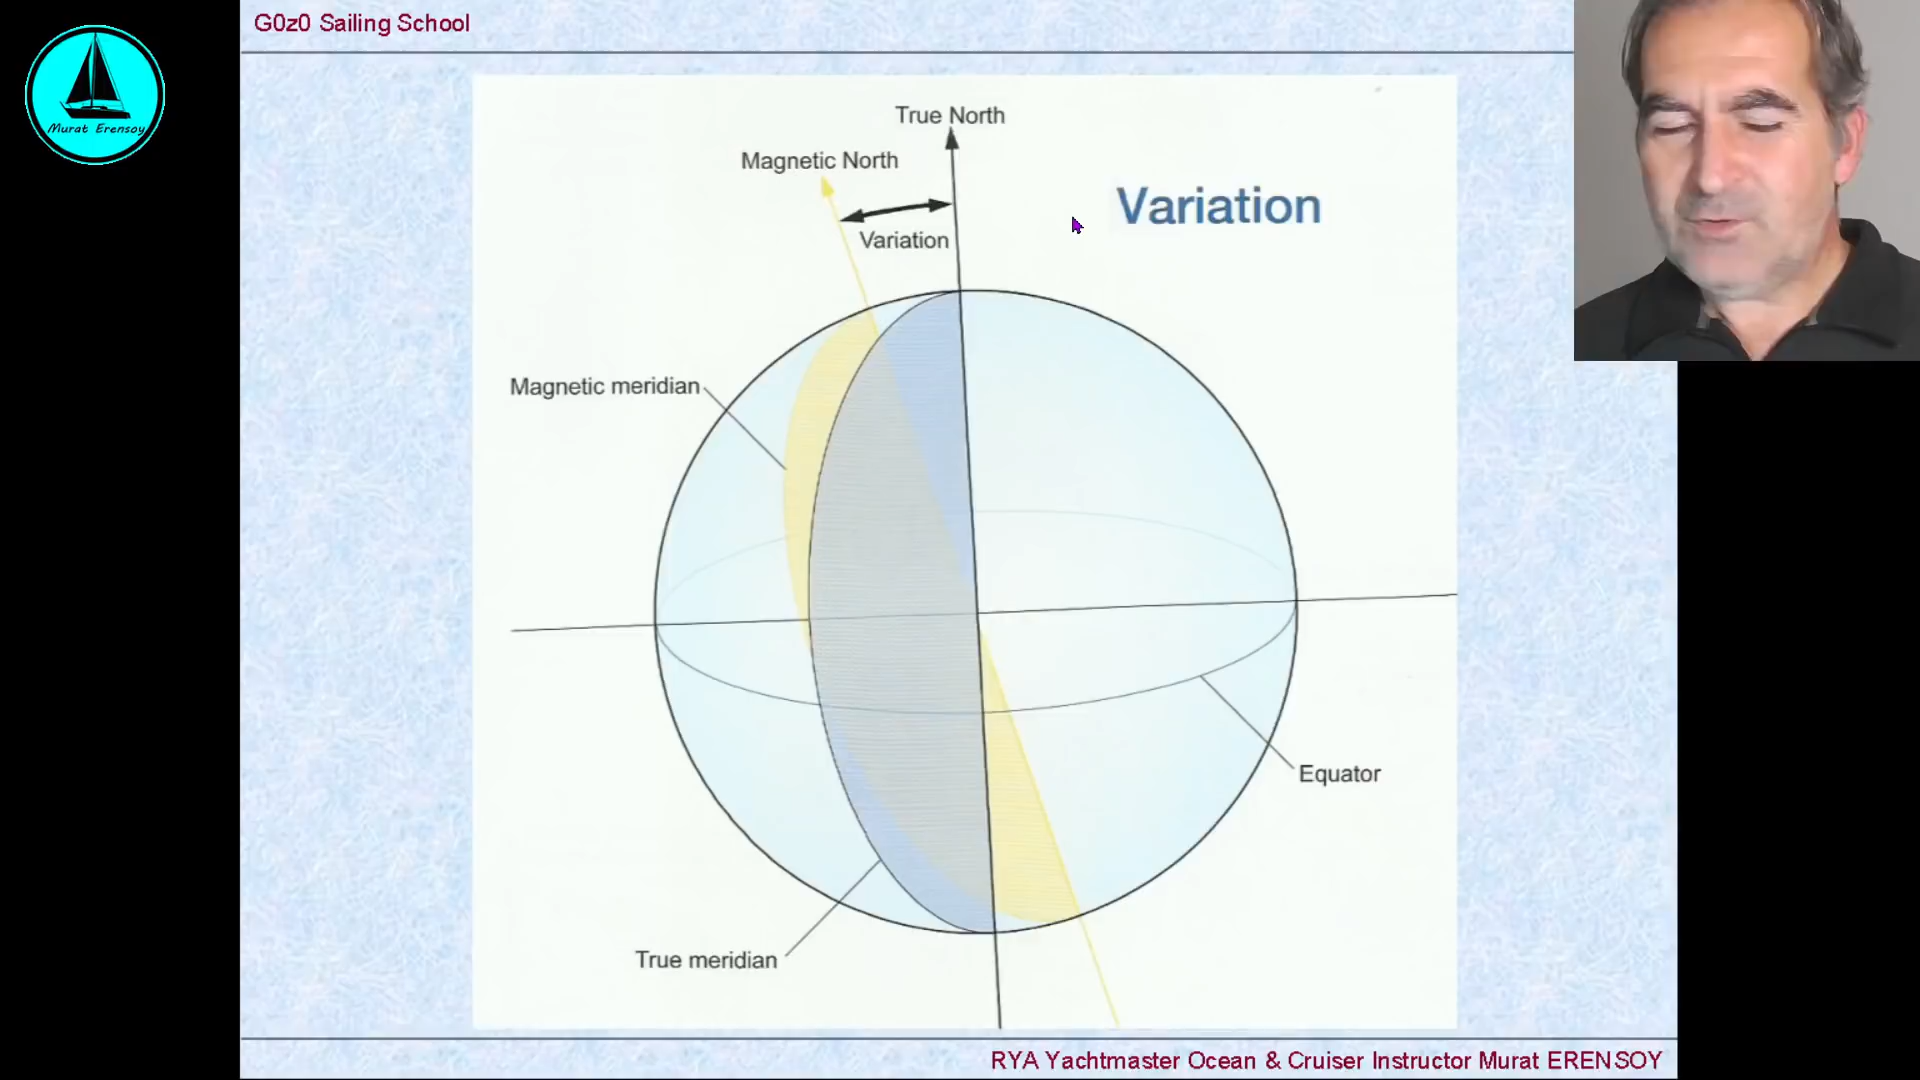 G0z0 Sailing School
Murat Erensoy
True North
Magnetic North
Variation
Variation
Magnetic meridian
Equator
True meridian
RYA Yachtmaster Ocean & Cruiser Instructor Murat ERENSOY